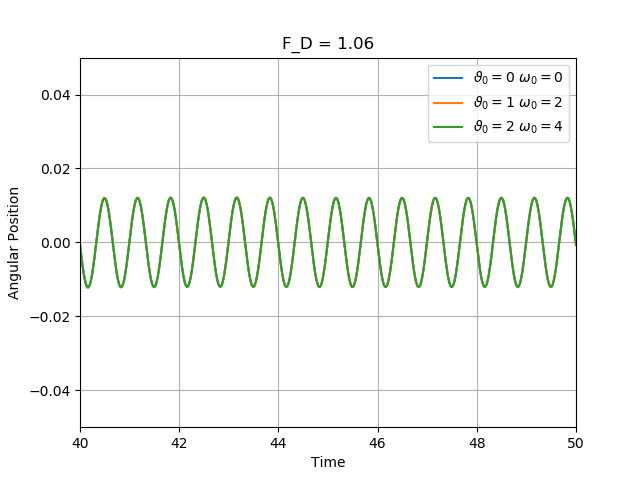 F_D = 1.06
ϑ₀ = 0 ω₀ = 0
ϑ₀ = 1 ω₀ = 2
ϑ₀ = 2 ω₀ = 4
Angular Position
0.04
0.02
0.00
−0.02
−0.04
40 42 44 46 48 50
Time